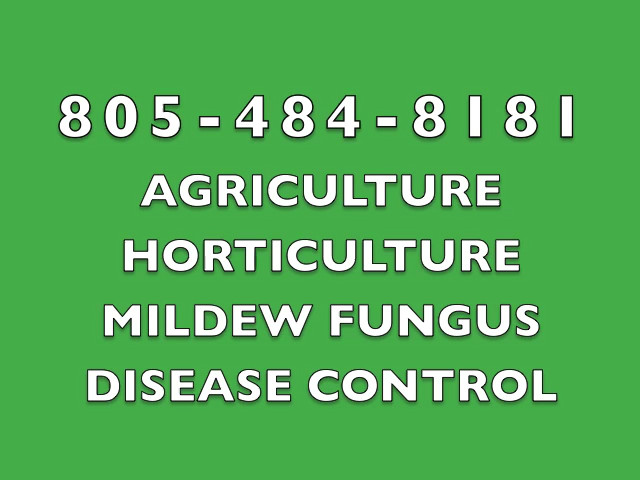 805-484-8181
AGRICULTURE
HORTICULTURE
MILDEW FUNGUS
DISEASE CONTROL